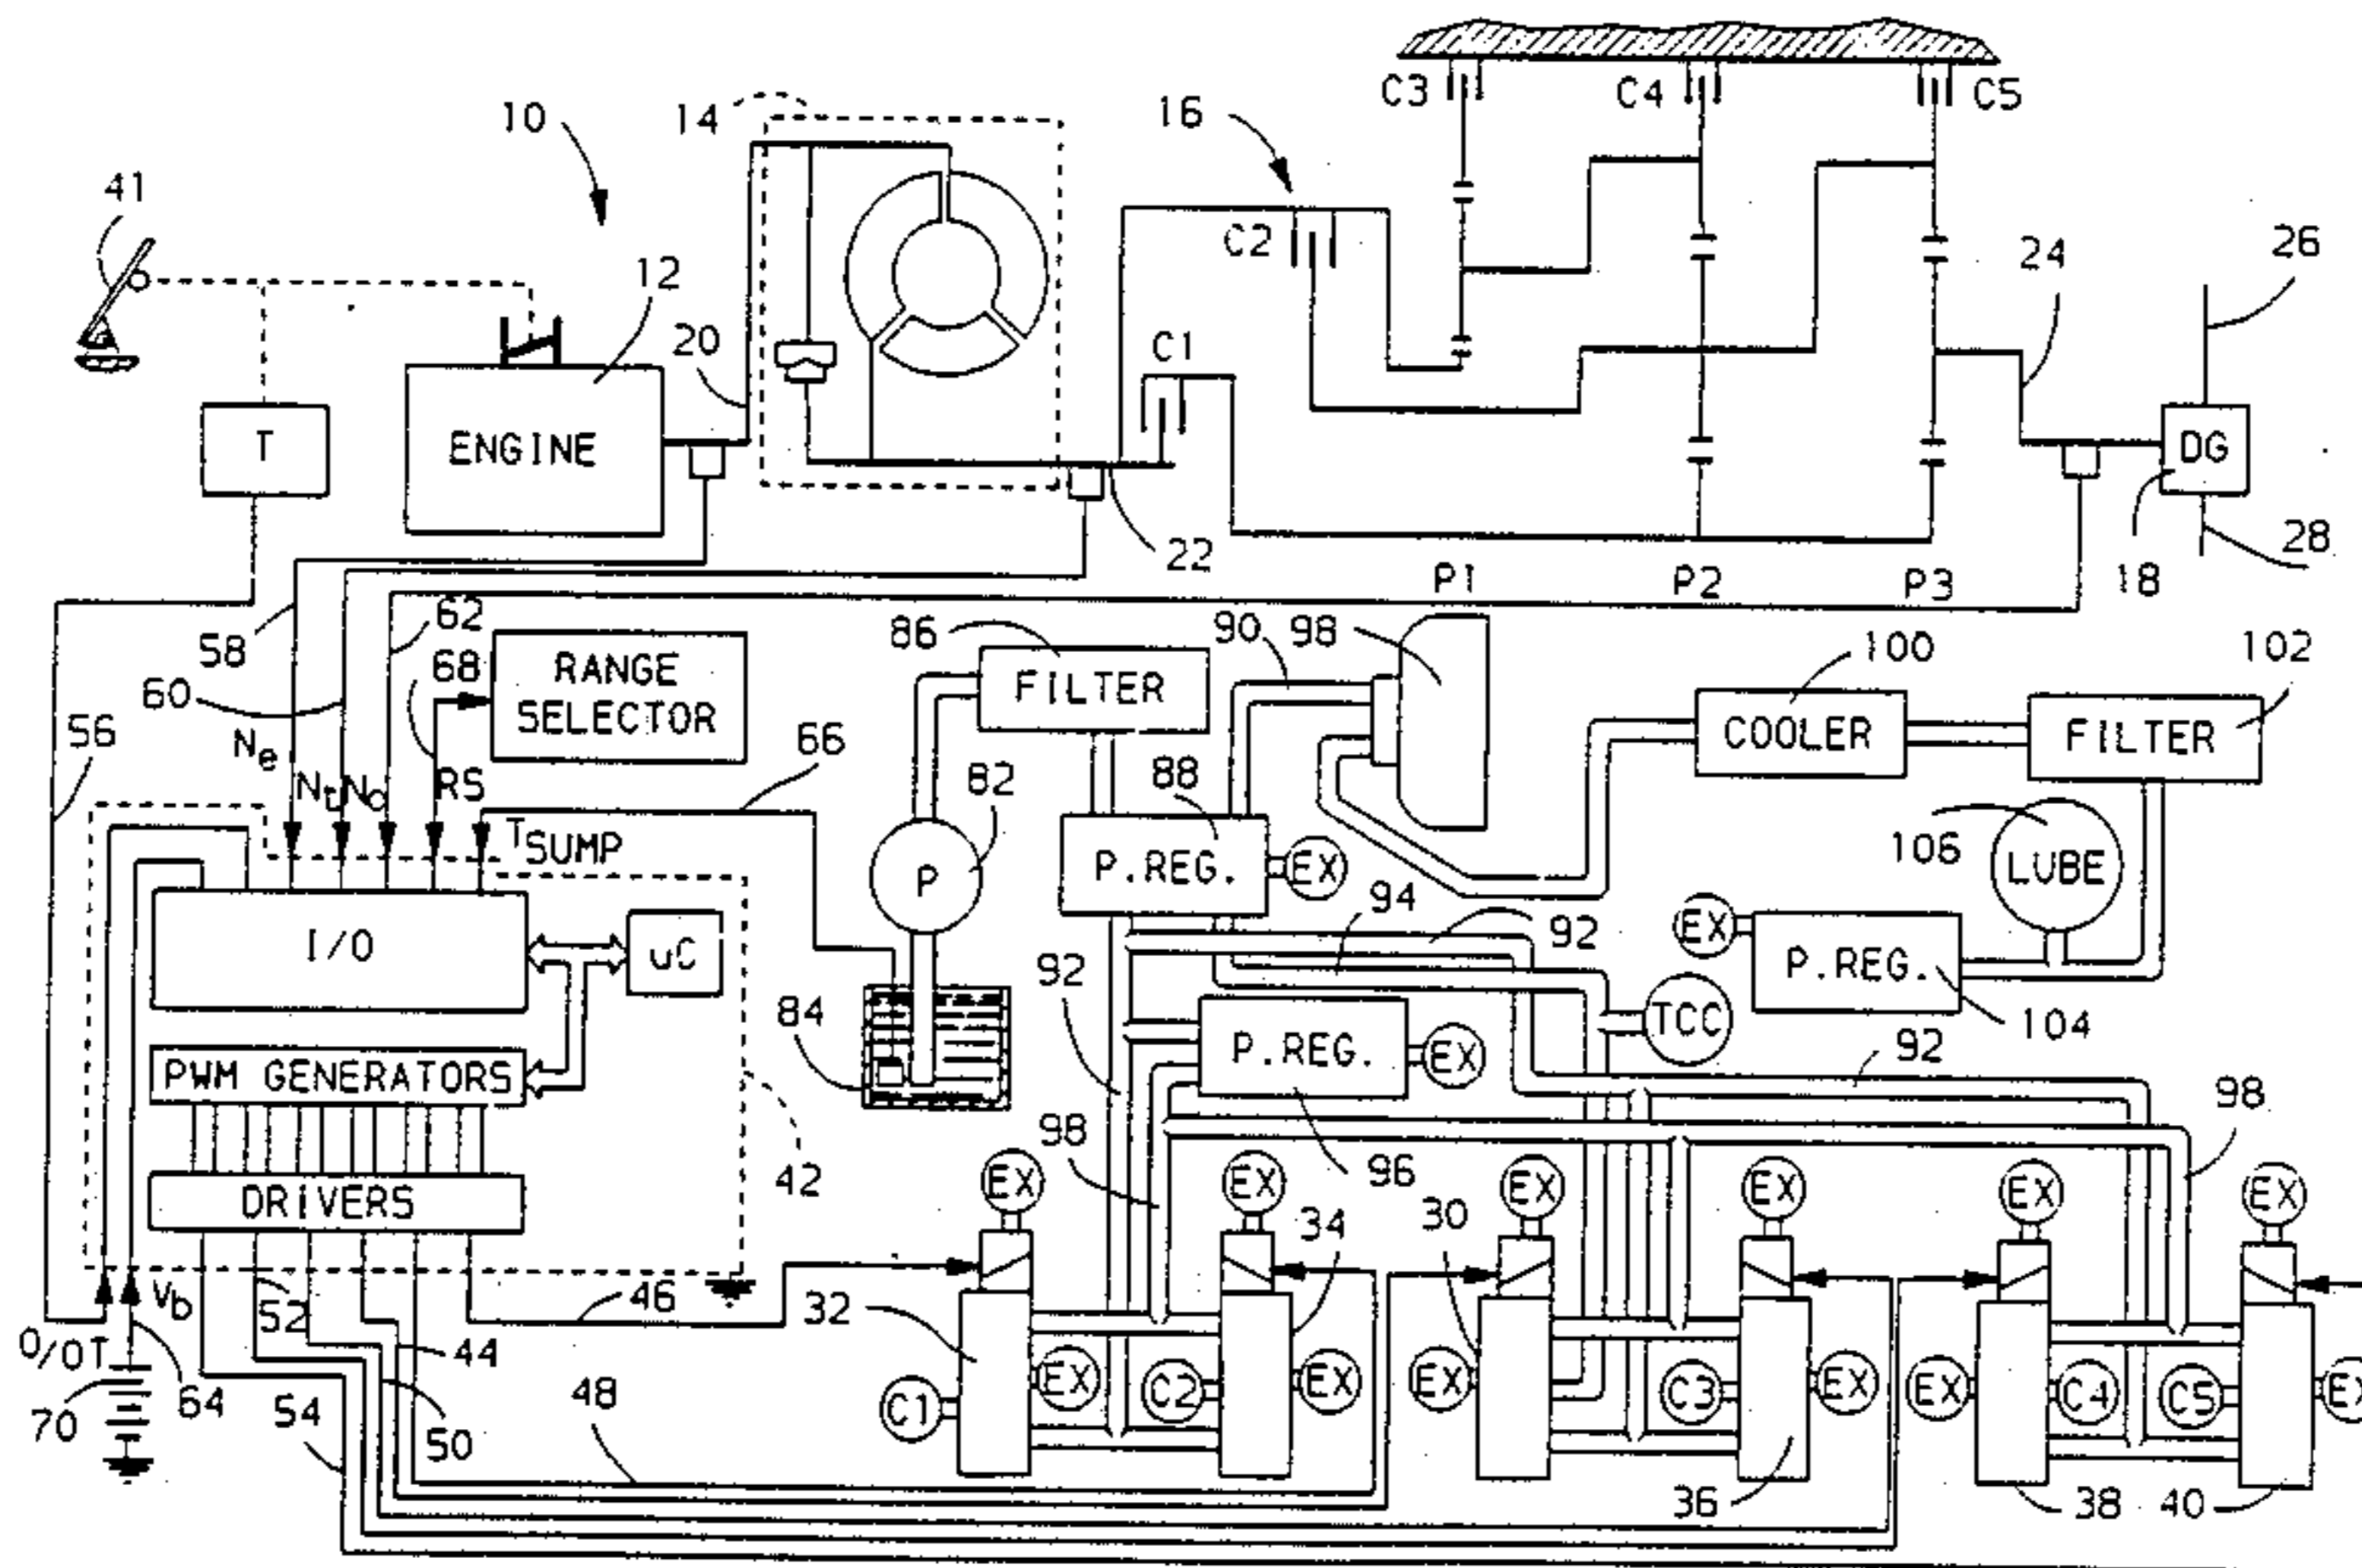 C3
C4
C5
10
14
16
41
C2
24
26
12
20
C1
T
ENGINE
DG
22
P1
P2
P3
18
28
58
62
86
90
98
100
102
60
68
RANGE
SELECTOR
FILTER
COOLER
FILTER
56
Ne
66
82
88
Nt
No
RS
TSUMP
P
P.REG.
EX
106
LUBE
I/O
uC
94
92
EX
P.REG.
84
92
P.REG.
EX
TCC
104
92
PWM GENERATORS
98
98
DRIVERS
42
EX
EX
96
30
EX
EX
EX
EX
34
Vb
52
46
32
O/OT
44
64
C1
EX
C2
EX
EX
C3
EX
EX
C4
C5
EX
70
54
50
48
36
38
40